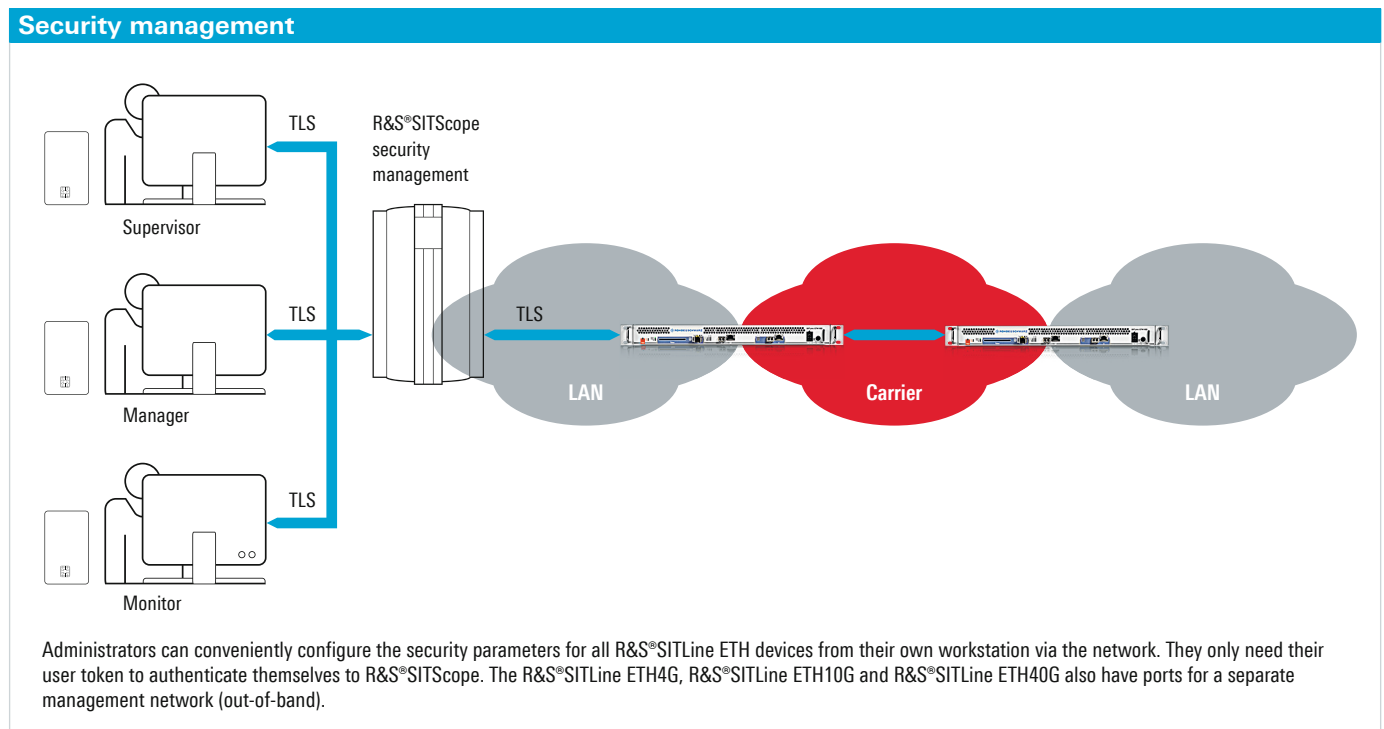 Security management
TLS
R&S®SITScope
security
management
Supervisor
TLS
TLS
Manager
LAN
Carrier
LAN
TLS
Monitor
Administrators can conveniently configure the security parameters for all R&S®SITLine ETH devices from their own workstation via the network. They only need their
user token to authenticate themselves to R&S®SITScope. The R&S®SITLine ETH4G, R&S®SITLine ETH10G and R&S®SITLine ETH40G also have ports for a separate
management network (out-of-band).